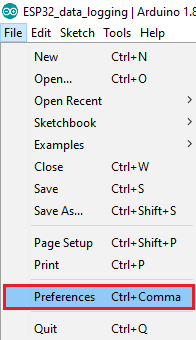 ESP32_data_logging | Arduino 1.8
File Edit Sketch Tools Help
New Ctrl+N
Open... Ctrl+O
Open Recent
Sketchbook
Examples
Close Ctrl+W
Save Ctrl+S
Save As... Ctrl+Shift+S
Page Setup Ctrl+Shift+P
Print Ctrl+P
Preferences Ctrl+Comma
Quit Ctrl+Q